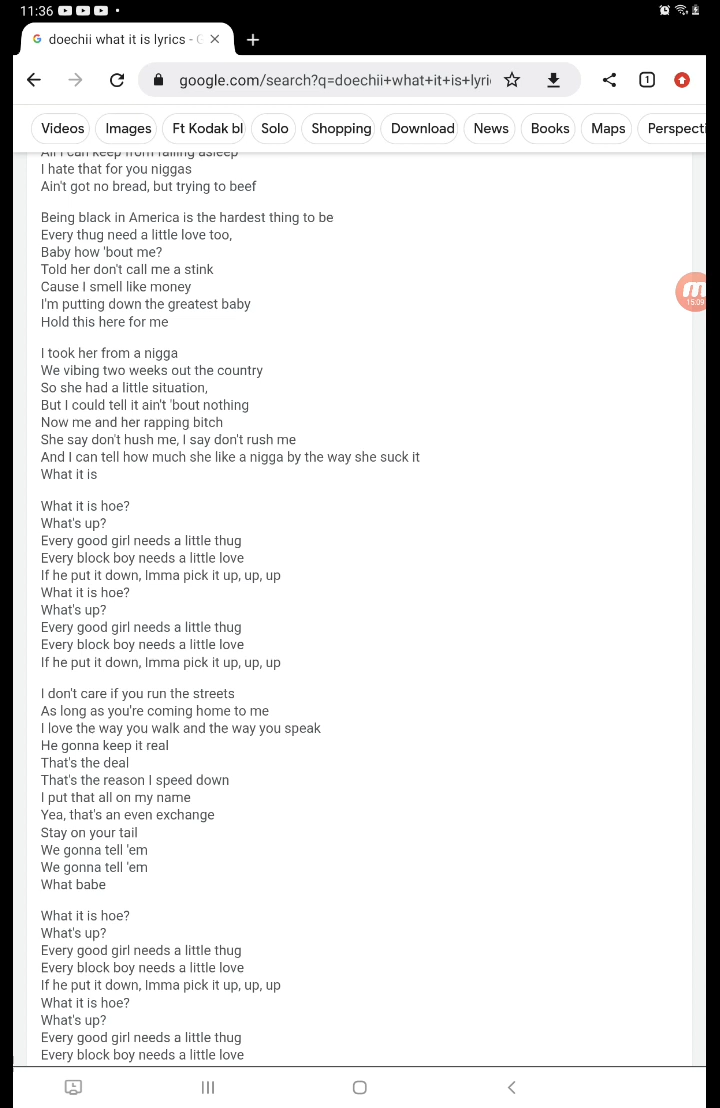 11:36
doechii what it is lyrics - G
google.com/search?q=doechii+what+it+is+lyri
1
Videos
Images
Ft Kodak bl
Solo
Shopping
Download
News
Books
Maps
Perspecti
All I can keep from falling asleep
I hate that for you niggas
Ain't got no bread, but trying to beef
Being black in America is the hardest thing to be
Every thug need a little love too,
Baby how 'bout me?
Told her don't call me a stink
Cause I smell like money
I'm putting down the greatest baby
Hold this here for me
15:09
I took her from a nigga
We vibing two weeks out the country
So she had a little situation,
But I could tell it ain't 'bout nothing
Now me and her rapping bitch
She say don't hush me, I say don't rush me
And I can tell how much she like a nigga by the way she suck it
What it is
What it is hoe?
What's up?
Every good girl needs a little thug
Every block boy needs a little love
If he put it down, Imma pick it up, up, up
What it is hoe?
What's up?
Every good girl needs a little thug
Every block boy needs a little love
If he put it down, Imma pick it up, up, up
I don't care if you run the streets
As long as you're coming home to me
I love the way you walk and the way you speak
He gonna keep it real
That's the deal
That's the reason I speed down
I put that all on my name
Yea, that's an even exchange
Stay on your tail
We gonna tell 'em
We gonna tell 'em
What babe
What it is hoe?
What's up?
Every good girl needs a little thug
Every block boy needs a little love
If he put it down, Imma pick it up, up, up
What it is hoe?
What's up?
Every good girl needs a little thug
Every block boy needs a little love